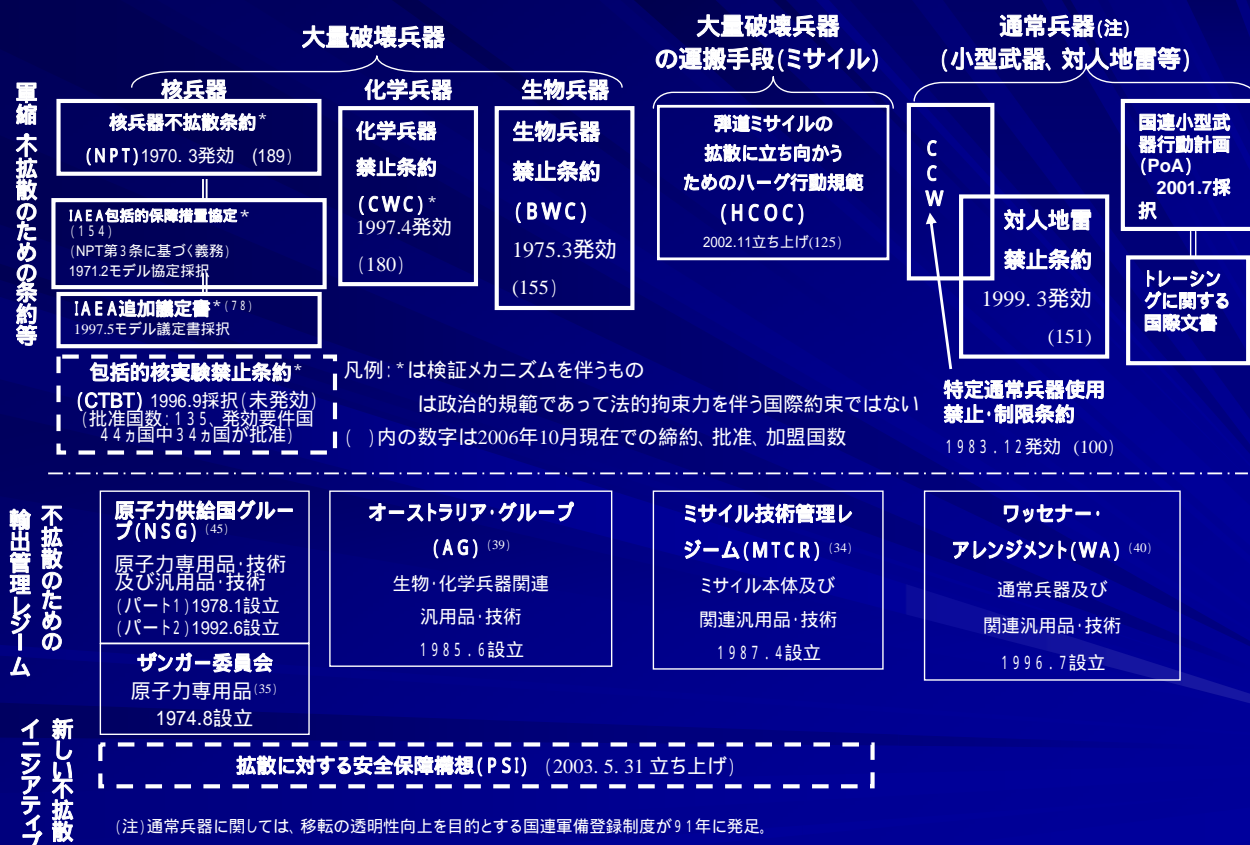 大量破壊兵器
大量破壊兵器
の運搬手段(ミサイル)
通常兵器(注)
(小型武器、対人地雷等)
軍縮 不拡散のための条約等
核兵器
化学兵器
生物兵器
核兵器不拡散条約*
(NPT)1970. 3発効 (189)
IAEA包括的保障措置協定*
(154)
(NPT第3条に基づく義務)
1971.2モデル協定採択
IAEA追加議定書*(78)
1997.5モデル議定書採択
包括的核実験禁止条約*
(CTBT) 1996.9採択(未発効)
(批准国数:135、発効要件国
44ヵ国中34ヵ国が批准)
化学兵器
禁止条約
(CWC)*
1997.4発効
(180)
生物兵器
禁止条約
(BWC)
1975.3発効
(155)
弾道ミサイルの
拡散に立ち向かう
ためのハーグ行動規範
(HCOC)
2002.11立ち上げ(125)
C
C
W
対人地雷
禁止条約
1999. 3発効
(151)
国連小型武
器行動計画
(PoA)
2001.7採
択
トレーシン
グに関する
国際文書
特定通常兵器使用
禁止・制限条約
1983.12発効 (100)
凡例:*は検証メカニズムを伴うもの
は政治的規範であって法的拘束力を伴う国際約束ではない
( )内の数字は2006年10月現在での締約、批准、加盟国数
不拡散のための
輸出管理レジーム
原子力供給国グルー
プ(NSG) (45)
原子力専用品・技術
及び汎用品・技術
(パート1)1978.1設立
(パート2)1992.6設立
ザンガー委員会
原子力専用品(35)
1974.8設立
オーストラリア・グループ
(AG) (39)
生物・化学兵器関連
汎用品・技術
1985.6設立
ミサイル技術管理レ
ジーム(MTCR) (34)
ミサイル本体及び
関連汎用品・技術
1987.4設立
ワッセナー・
アレンジメント(WA) (40)
通常兵器及び
関連汎用品・技術
1996.7設立
新しい不拡散
イニシアティブ
拡散に対する安全保障構想(PSI) (2003. 5. 31 立ち上げ)
(注)通常兵器に関しては、移転の透明性向上を目的とする国連軍備登録制度が91年に発足。